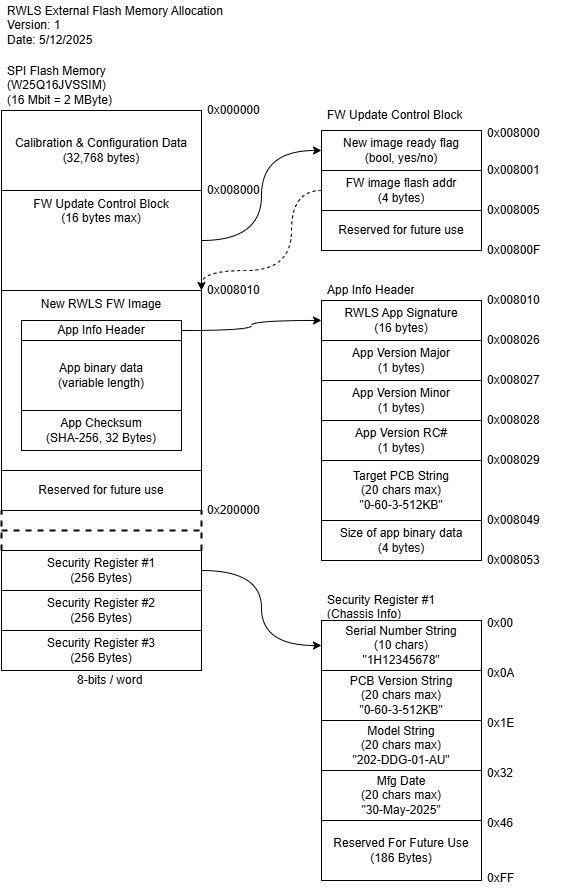 RWLS External Flash Memory Allocation
Version: 1
Date: 5/12/2025
SPI Flash Memory
(W25Q16JVSSIM)
(16 Mbit = 2 MByte)
0x000000
Calibration & Configuration Data
(32,768 bytes)
0x008000
FW Update Control Block
(16 bytes max)
0x008010
New RWLS FW Image
App Info Header
App binary data
(variable length)
App Checksum
(SHA-256, 32 Bytes)
Reserved for future use
0x200000
Security Register #1
(256 Bytes)
Security Register #2
(256 Bytes)
Security Register #3
(256 Bytes)
8-bits / word
FW Update Control Block
0x008000
New image ready flag
(bool, yes/no)
0x008001
FW image flash addr
(4 bytes)
0x008005
Reserved for future use
0x00800F
App Info Header
0x008010
RWLS App Signature
(16 bytes)
0x008026
App Version Major
(1 byte)
0x008027
App Version Minor
(1 byte)
0x008028
App Version RC#
(1 byte)
0x008029
Target PCB String
(20 chars max)
"0-60-3-512KB"
0x008049
Size of app binary data
(4 bytes)
0x008053
Security Register #1
(Chassis Info)
0x00
Serial Number String
(10 chars)
"1H12345678"
0x0A
PCB Version String
(20 chars max)
"0-60-3-512KB"
0x1E
Model String
(20 chars max)
"202-DDG-01-AU"
0x32
Mfg Date
(20 chars max)
"30-May-2025"
0x46
Reserved For Future Use
(186 Bytes)
0xFF